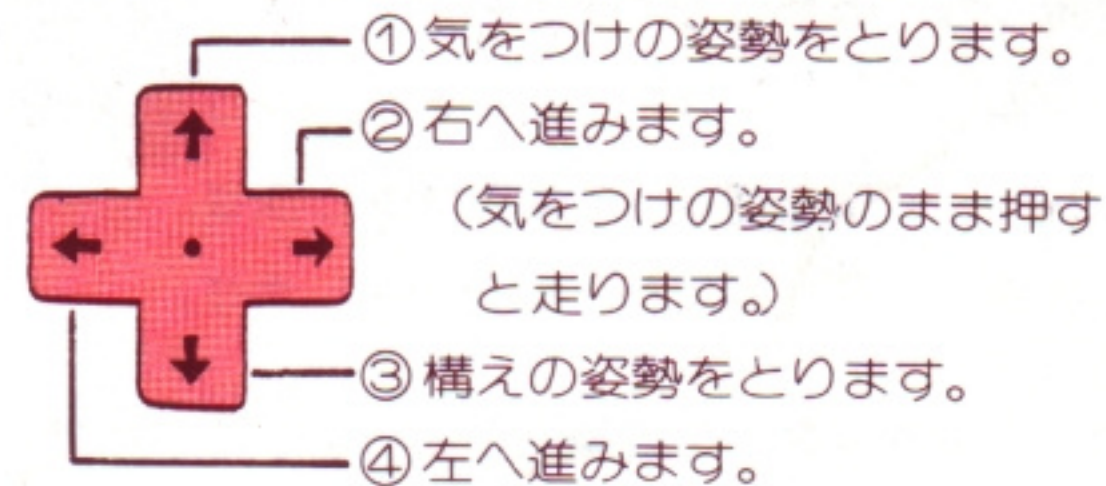 ①気をつけの姿勢をとります。
②右へ進みます。
(気をつけの姿勢のまま押す
と走ります。)
③構えの姿勢をとります。
④左へ進みます。